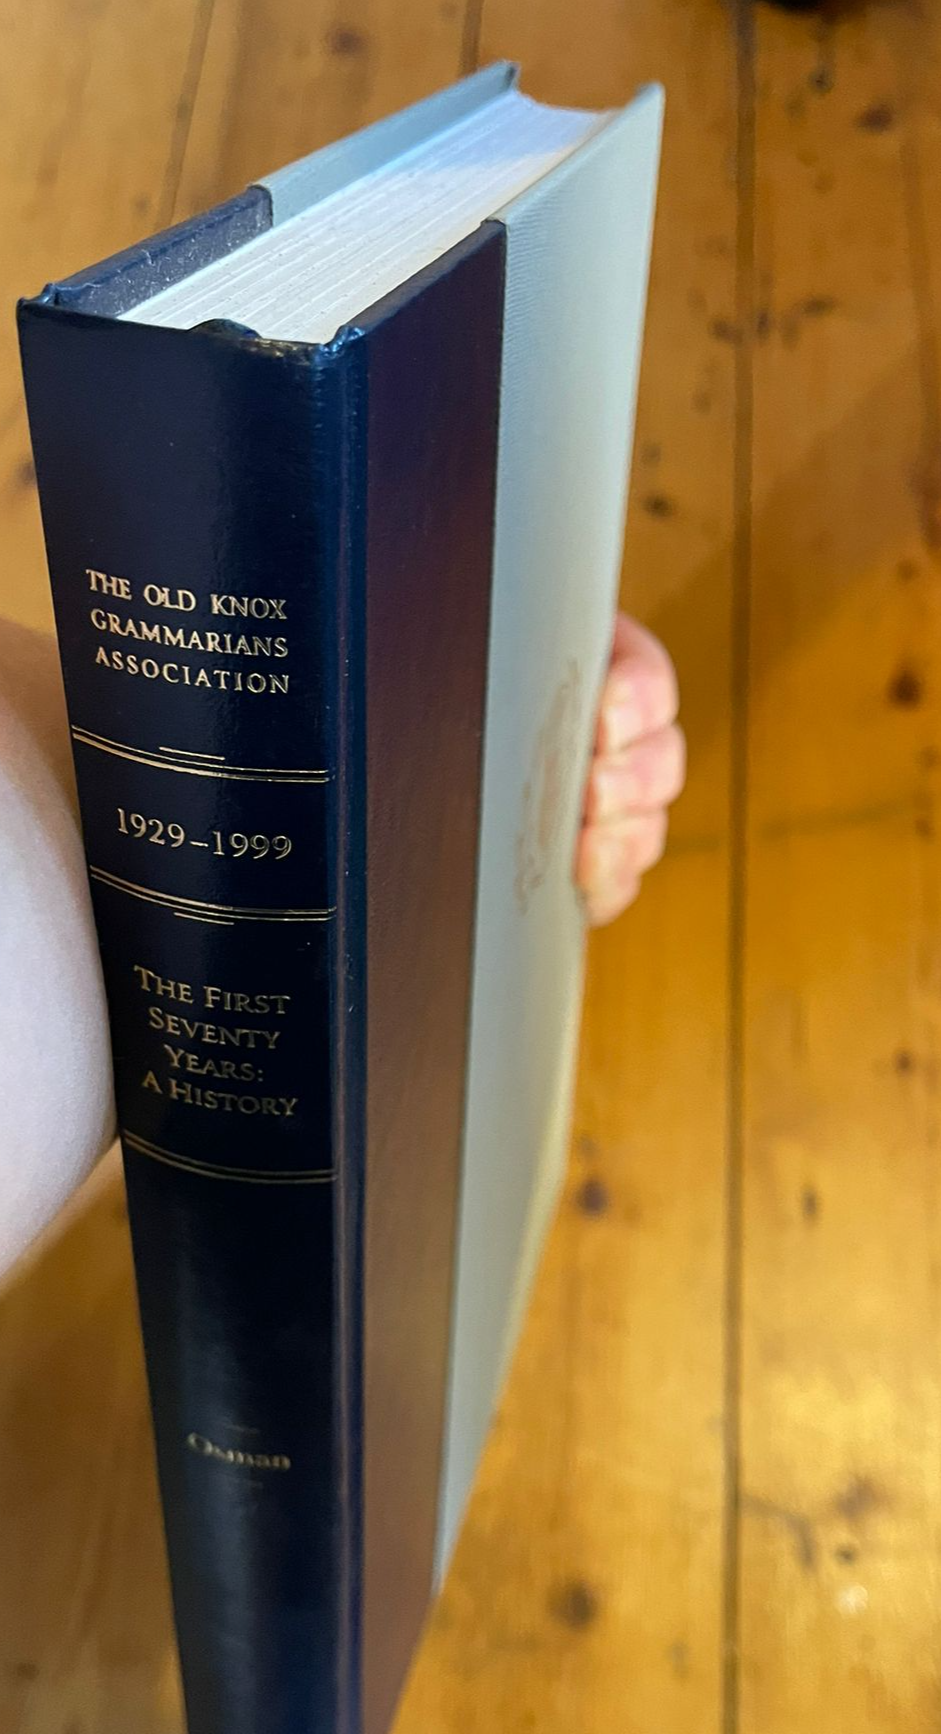 THE OLD KNOX
GRAMMARIANS
ASSOCIATION
1929–1999
THE FIRST
SEVENTY
YEARS:
A HISTORY
Osman